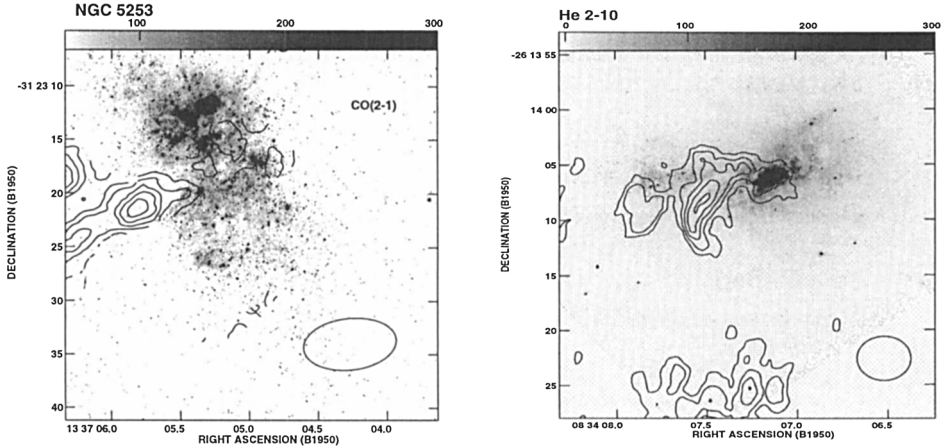 NGC 5253
100 200 300
CO(2-1)
DECLINATION (B1950)
-31 23 10
15
20
25
30
35
40
13 37 06.0 05.5 05.0 04.5 04.0
RIGHT ASCENSION (B1950)
He 2-10
0 100 200 300
DECLINATION (B1950)
-26 13 55
14 00
05
10
15
20
25
08 34 08.0 07.5 07.0 06.5
RIGHT ASCENSION (B1950)